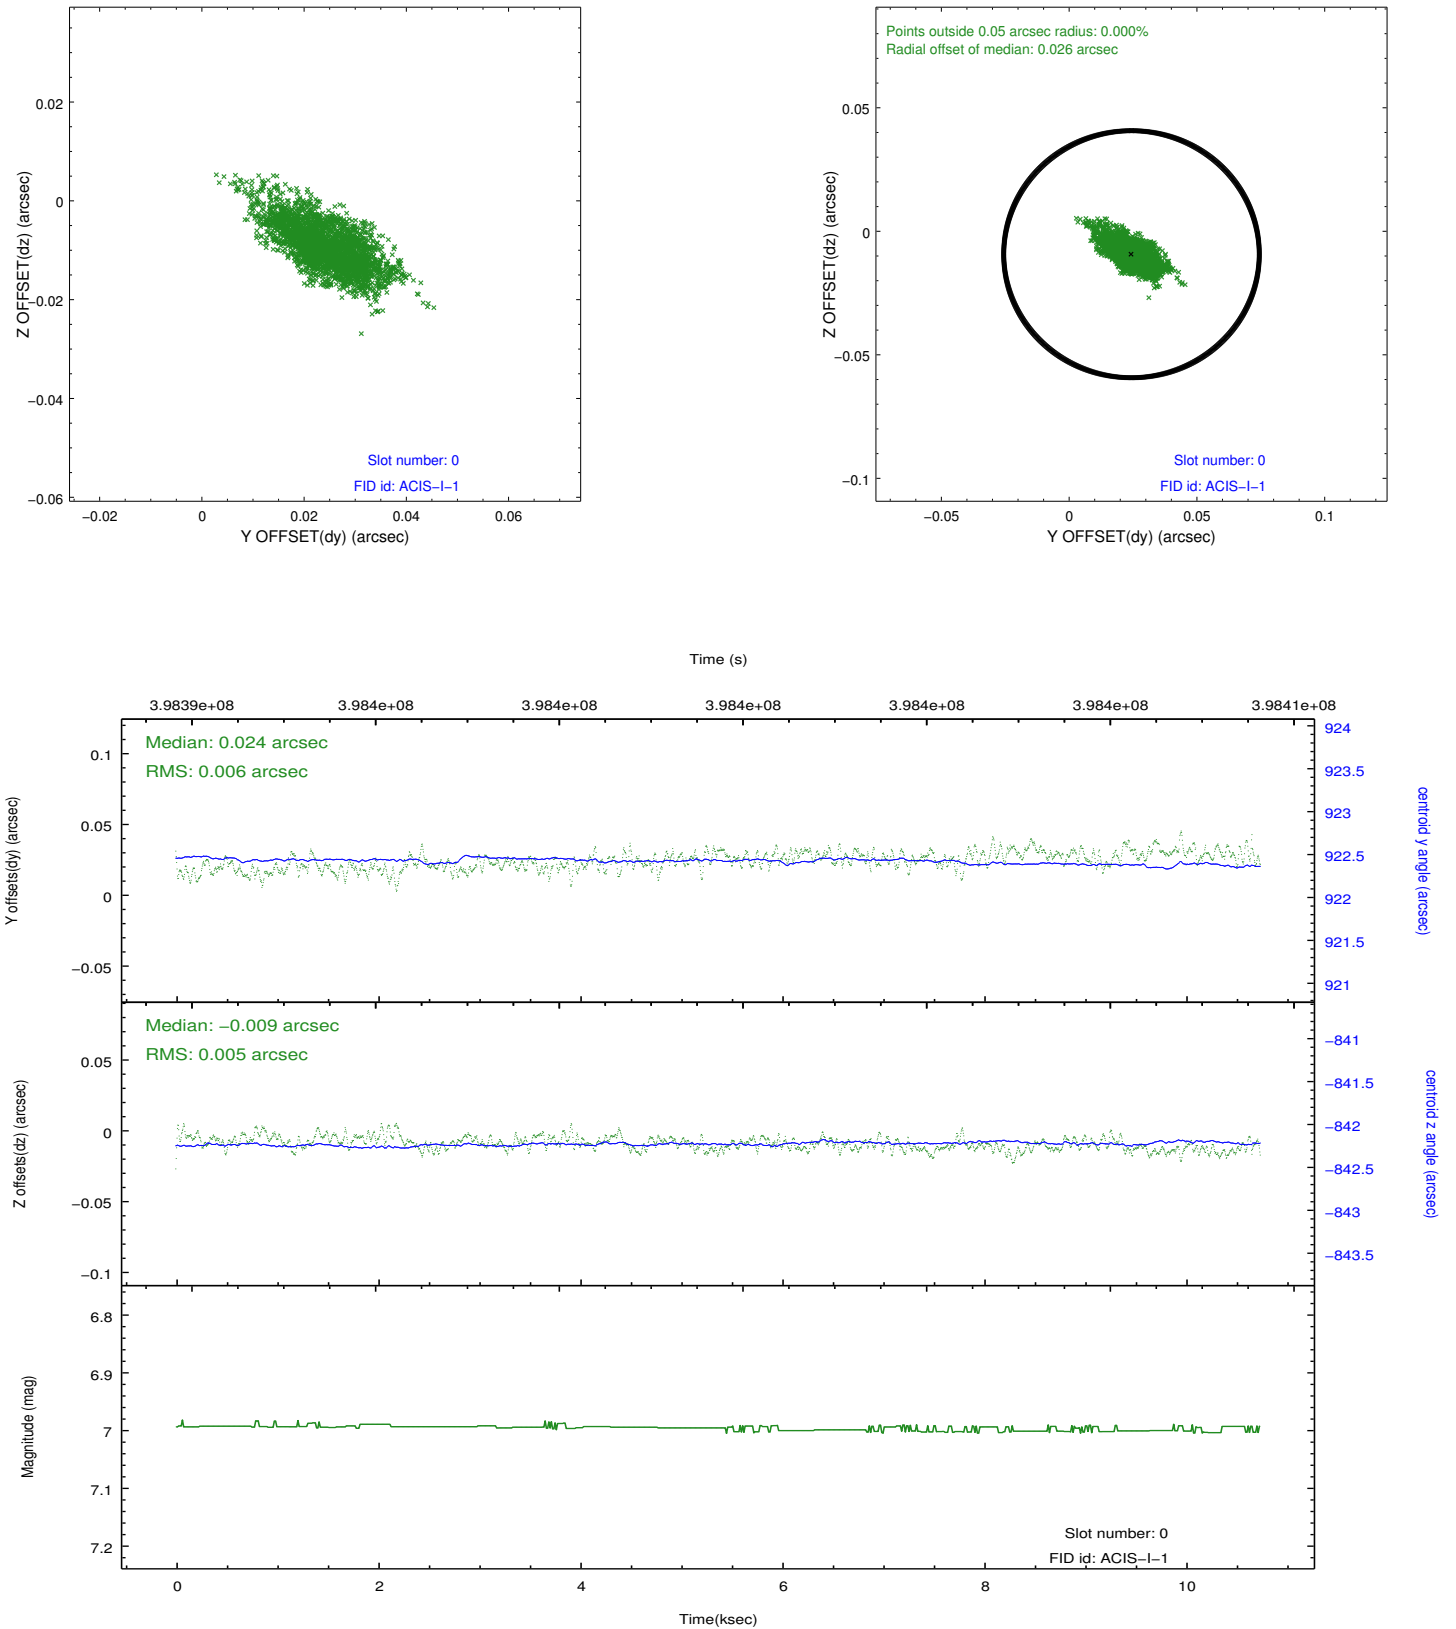 0.02
0
−0.02
−0.04
−0.06
Z OFFSET(dz) (arcsec)
Slot number: 0
FID id: ACIS−I−1
−0.02
0
0.02
0.04
0.06
Y OFFSET(dy) (arcsec)
Points outside 0.05 arcsec radius: 0.000%
Radial offset of median: 0.026 arcsec
0.05
0
−0.05
−0.1
Z OFFSET(dz) (arcsec)
Slot number: 0
FID id: ACIS−I−1
−0.05
0
0.05
0.1
Y OFFSET(dy) (arcsec)
Time (s)
3.9839e+08
3.984e+08
3.984e+08
3.984e+08
3.984e+08
3.984e+08
3.9841e+08
Median: 0.024 arcsec
RMS: 0.006 arcsec
0.1
0.05
0
−0.05
Y offsets(dy) (arcsec)
924
923.5
923
922.5
922
921.5
921
centroid y angle (arcsec)
Median: −0.009 arcsec
RMS: 0.005 arcsec
0.05
0
−0.05
−0.1
Z offsets(dz) (arcsec)
−841
−841.5
−842
−842.5
−843
−843.5
centroid z angle (arcsec)
6.8
6.9
7
7.1
7.2
Magnitude (mag)
Slot number: 0
FID id: ACIS−I−1
0
2
4
6
8
10
Time(ksec)